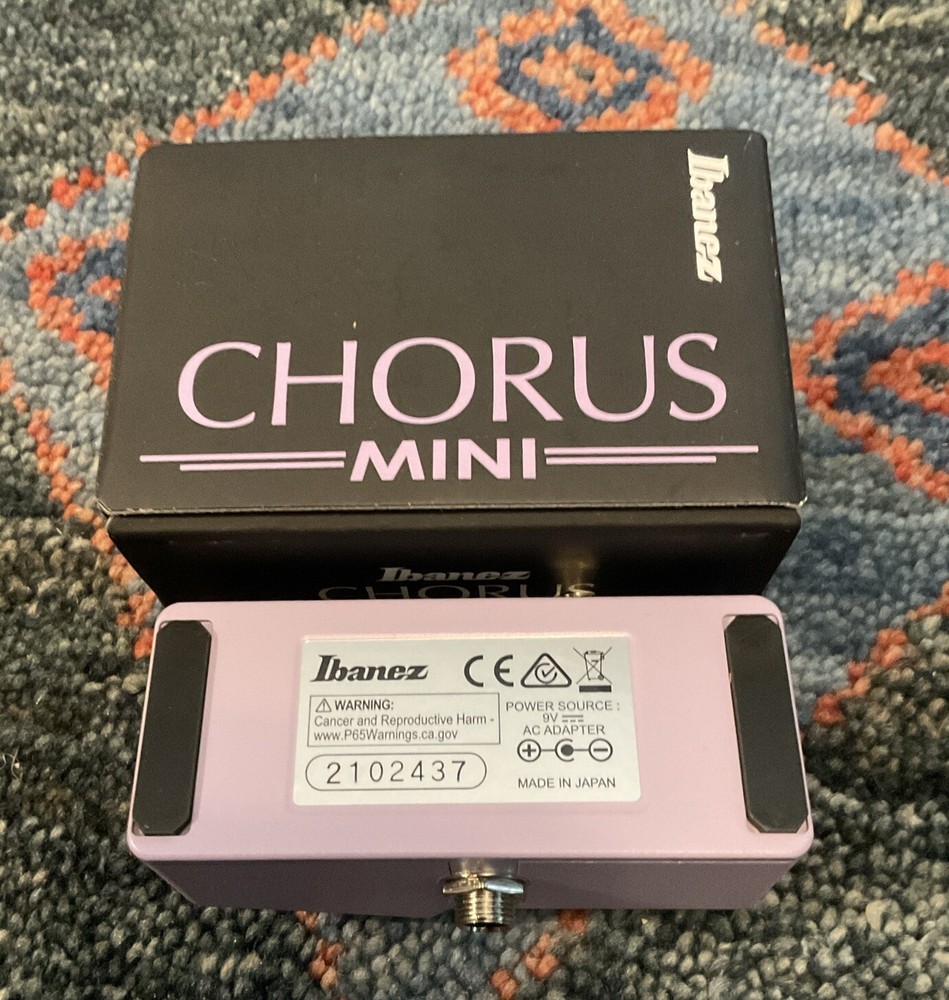 Ibanez
CHORUS
MINI
Ibanez
CHORUS
Ibanez CE
WARNING:
Cancer and Reproductive Harm -
www.P65Warnings.ca.gov
2102437
POWER SOURCE :
9V
AC ADAPTER
MADE IN JAPAN